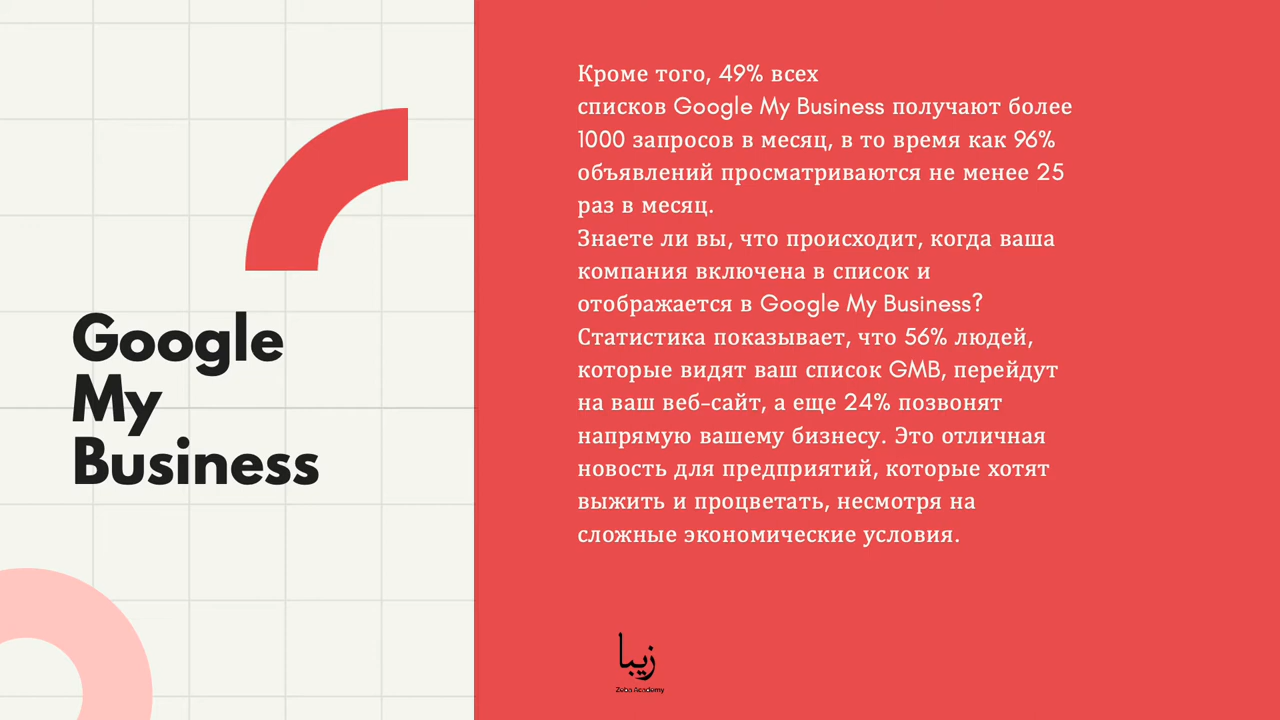 Google
My
Business
Кроме того, 49% всех
списков Google My Business получают более
1000 запросов в месяц, в то время как 96%
объявлений просматриваются не менее 25
раз в месяц.
Знаете ли вы, что происходит, когда ваша
компания включена в список и
отображается в Google My Business?
Статистика показывает, что 56% людей,
которые видят ваш список GMB, перейдут
на ваш веб-сайт, а еще 24% позвонят
напрямую вашему бизнесу. Это отличная
новость для предприятий, которые хотят
выжить и процветать, несмотря на
сложные экономические условия.
زيبا
Zeba Academy